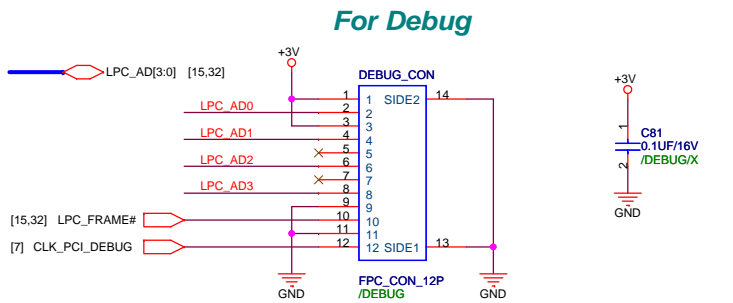 For Debug
+3V
LPC_AD[3:0] [15,32]
DEBUG_CON
+3V
1 1 SIDE2 14
LPC_AD0 2 2
3 3
LPC_AD1 4 4
5 5
LPC_AD2 6 6
7 7
LPC_AD3 8 8
9 9
[15,32] LPC_FRAME# 10 10
11 11
[7] CLK_PCI_DEBUG 12 12 SIDE1 13
1
C81
0.1UF/16V
/DEBUG/X
2
GND
FPC_CON_12P
/DEBUG
GND
GND